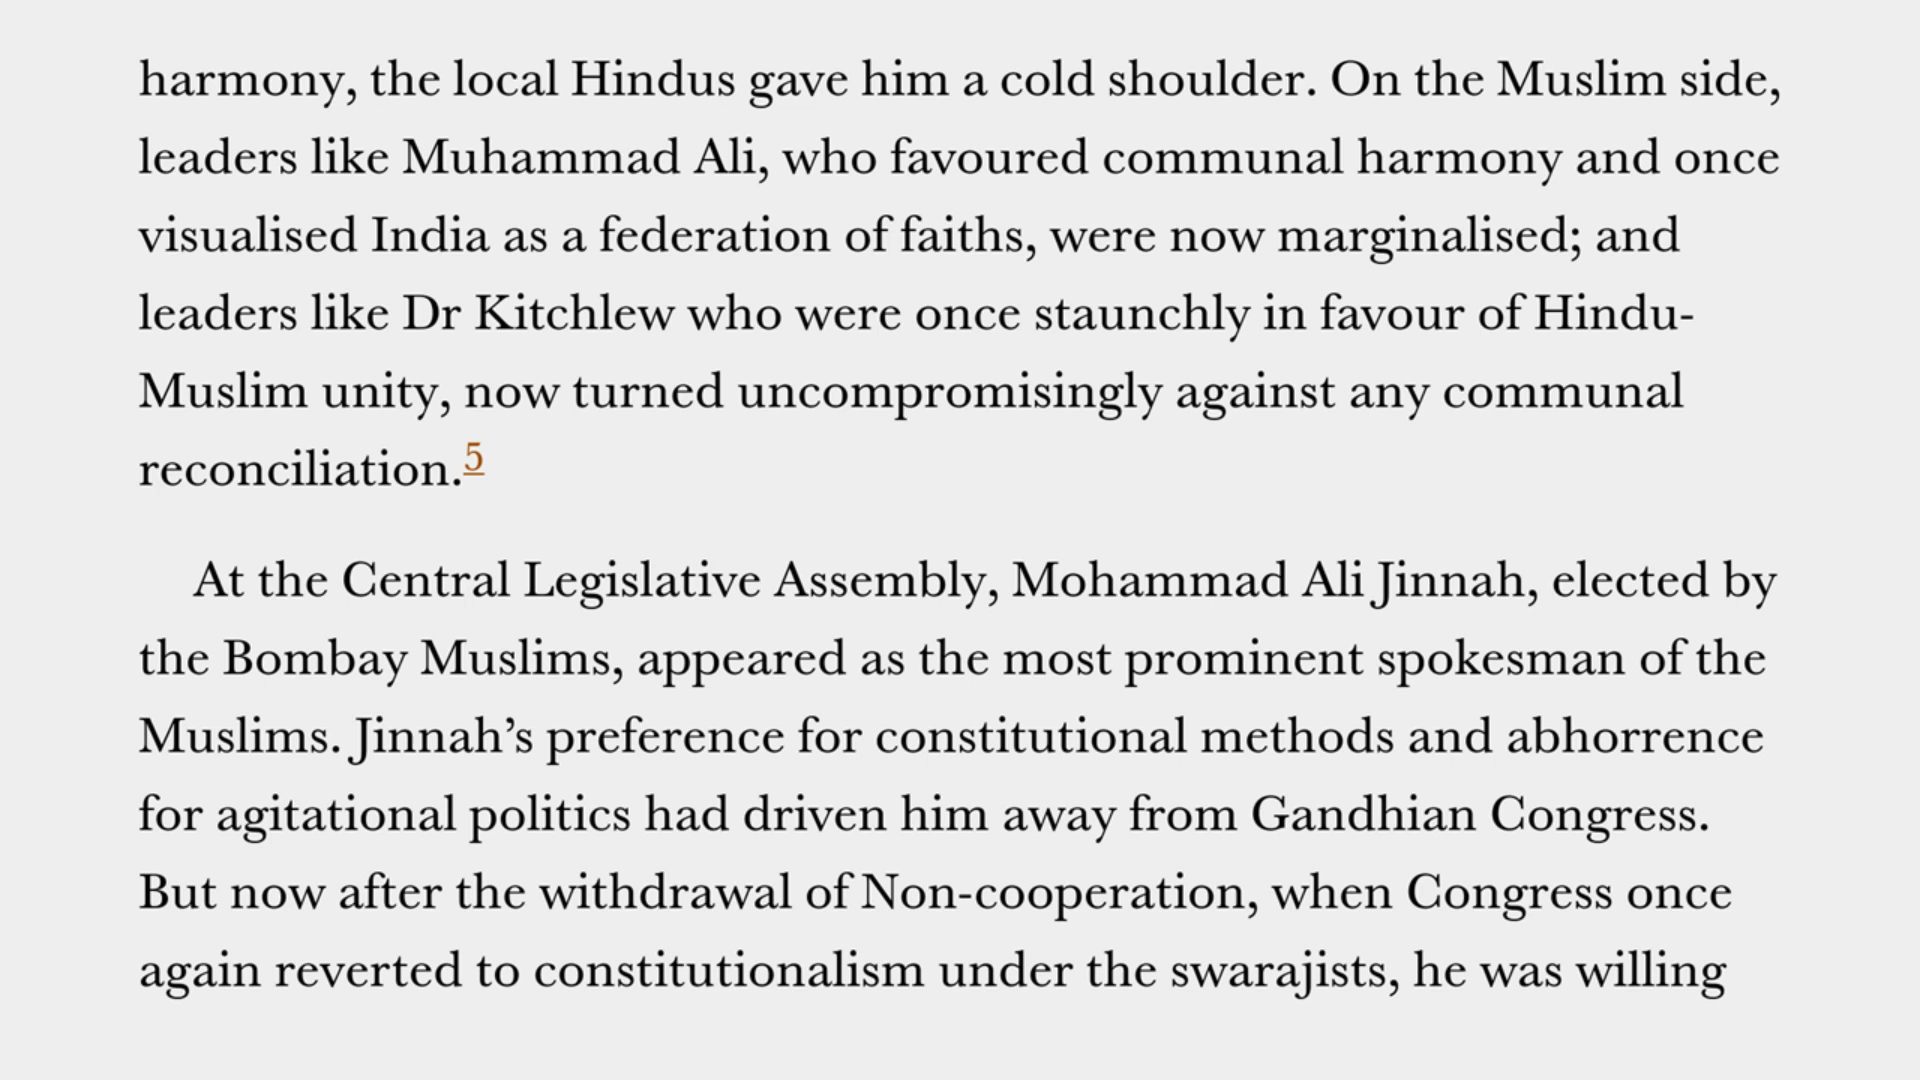 harmony, the local Hindus gave him a cold shoulder. On the Muslim side,
leaders like Muhammad Ali, who favoured communal harmony and once
visualised India as a federation of faiths, were now marginalised; and
leaders like Dr Kitchlew who were once staunchly in favour of Hindu-
Muslim unity, now turned uncompromisingly against any communal
reconciliation.5
At the Central Legislative Assembly, Mohammad Ali Jinnah, elected by
the Bombay Muslims, appeared as the most prominent spokesman of the
Muslims. Jinnah’s preference for constitutional methods and abhorrence
for agitational politics had driven him away from Gandhian Congress.
But now after the withdrawal of Non-cooperation, when Congress once
again reverted to constitutionalism under the swarajists, he was willing